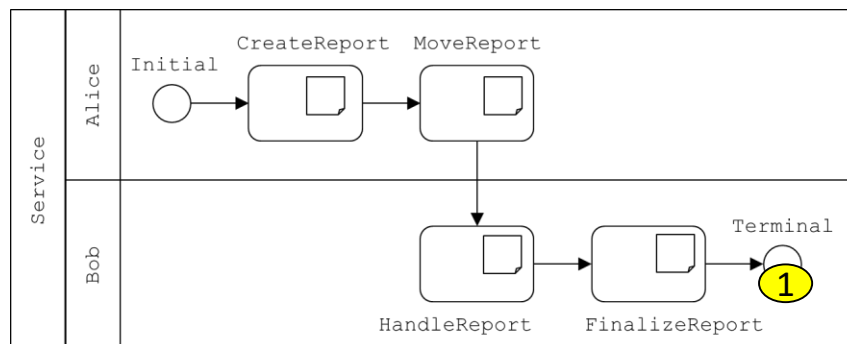 Service
Alice
Initial
CreateReport
MoveReport
Bob
HandleReport
FinalizeReport
Terminal
1